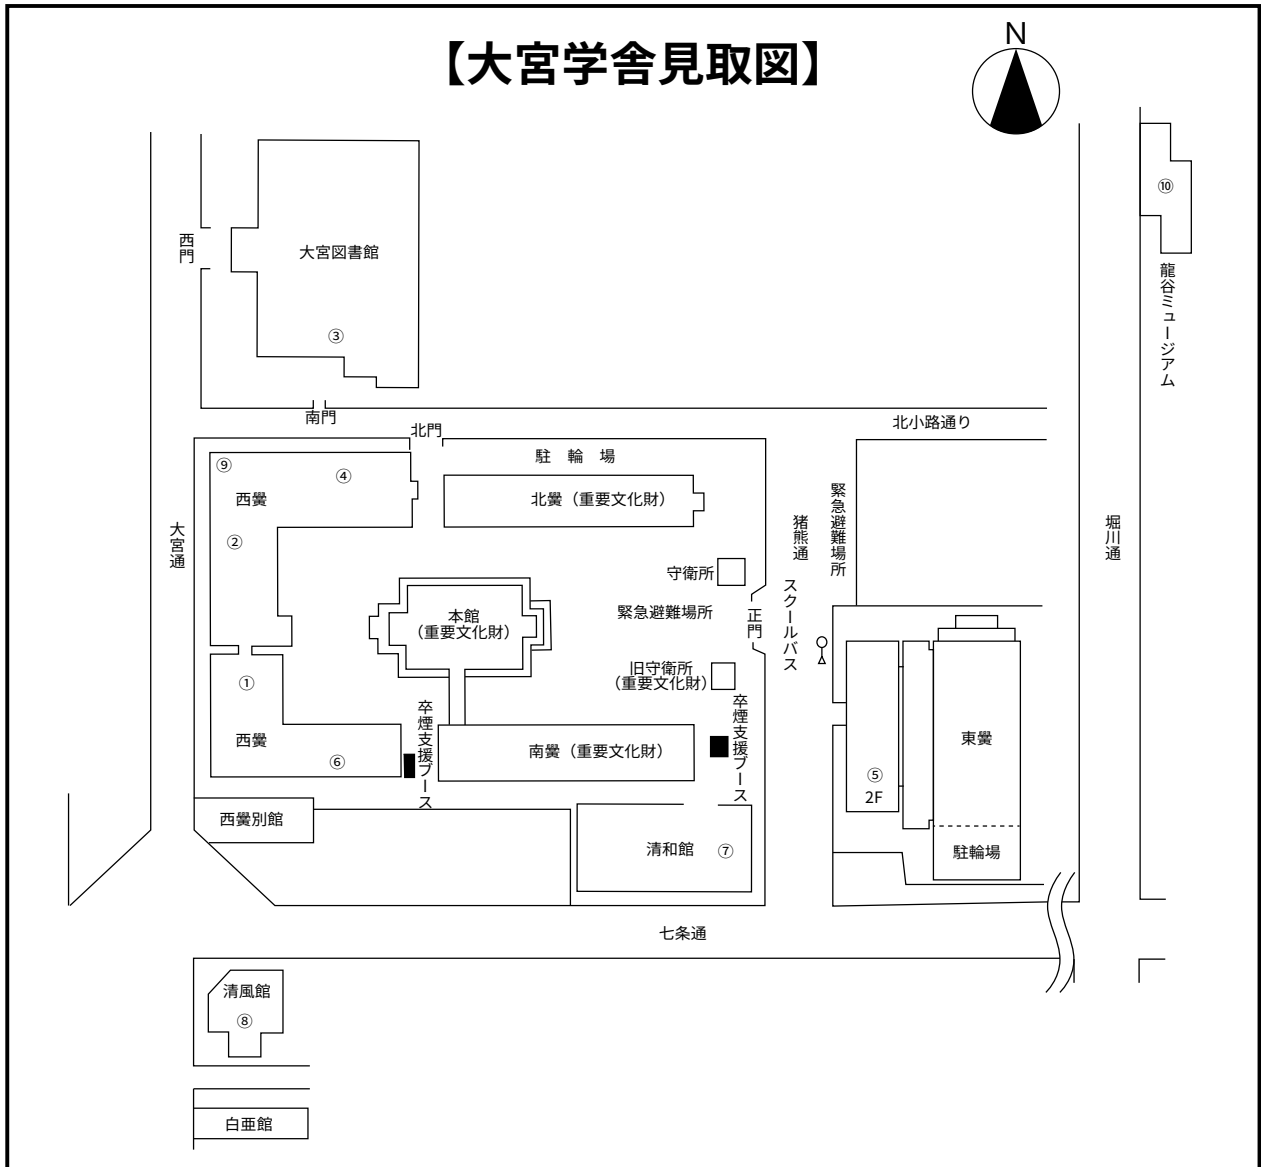 【大宮学舎見取図】
N
⑩
西門
大宮図書館
龍谷ミュージアム
③
南門
北小路通り
北門
駐 輪 場
⑨
④
西黌
北黌（重要文化財）
緊急避難場所
猪熊通
堀川通
大宮通
②
守衛所
スクールバス
本館
（重要文化財）
緊急避難場所
正門
旧守衛所
（重要文化財）
①
卒煙支援ブース
卒煙支援ブース
西黌
南黌（重要文化財）
東黌
⑥
⑤
2F
西黌別館
清和館
⑦
駐輪場
七条通
清風館
⑧
白亜館